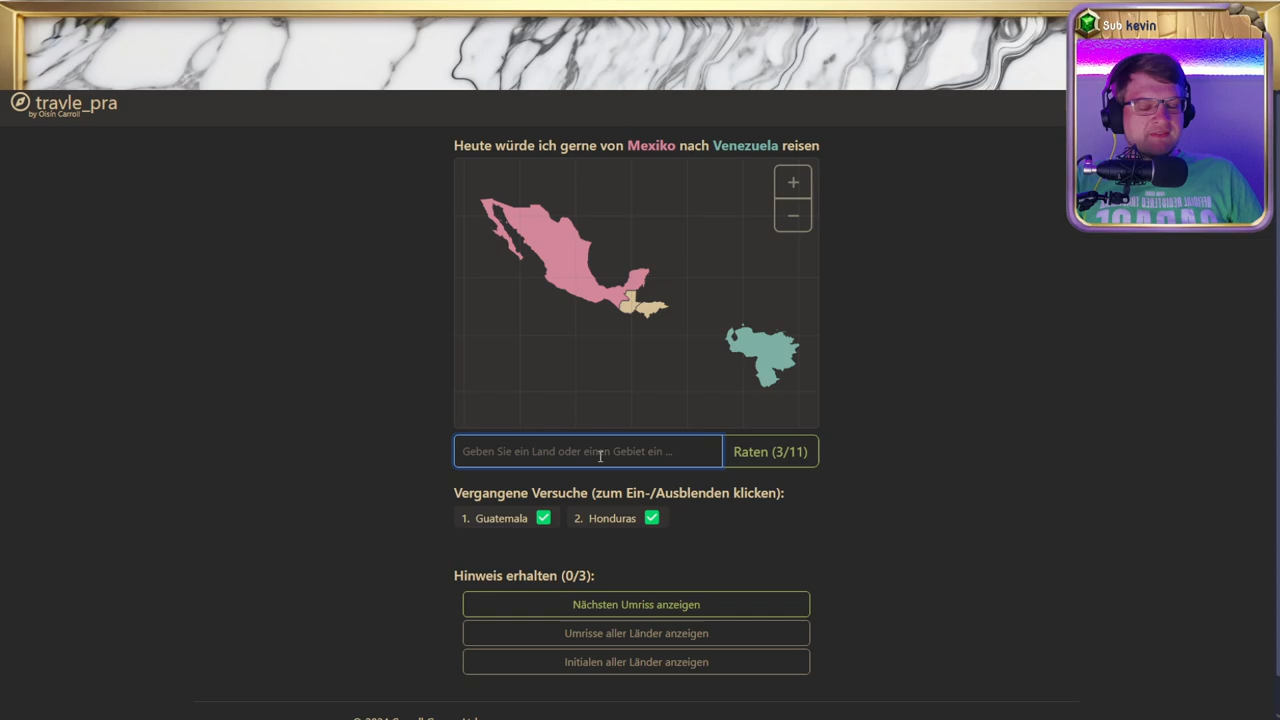 Sub kevin
travle_pra
by Oisín Carroll
Heute würde ich gerne von Mexiko nach Venezuela reisen
+
−
Geben Sie ein Land oder einen Gebiet ein ...
Raten (3/11)
Vergangene Versuche (zum Ein-/Ausblenden klicken):
1. Guatemala ✅ 2. Honduras ✅
Hinweis erhalten (0/3):
Nächsten Umriss anzeigen
Umrisse aller Länder anzeigen
Initialen aller Länder anzeigen